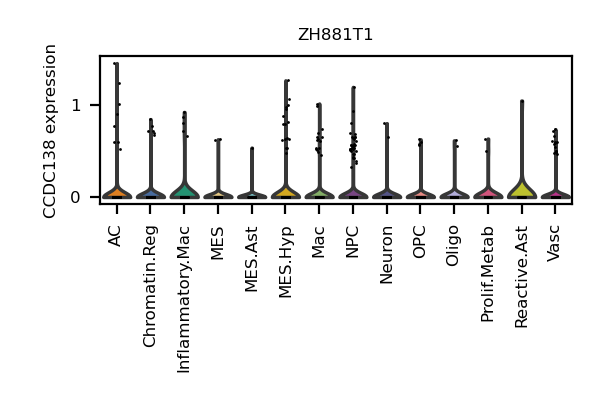 ZH881T1
CCDC138 expression
1
0
AC
Chromatin.Reg
Inflammatory.Mac
MES
MES.Ast
MES.Hyp
Mac
NPC
Neuron
OPC
Oligo
Prolif.Metab
Reactive.Ast
Vasc